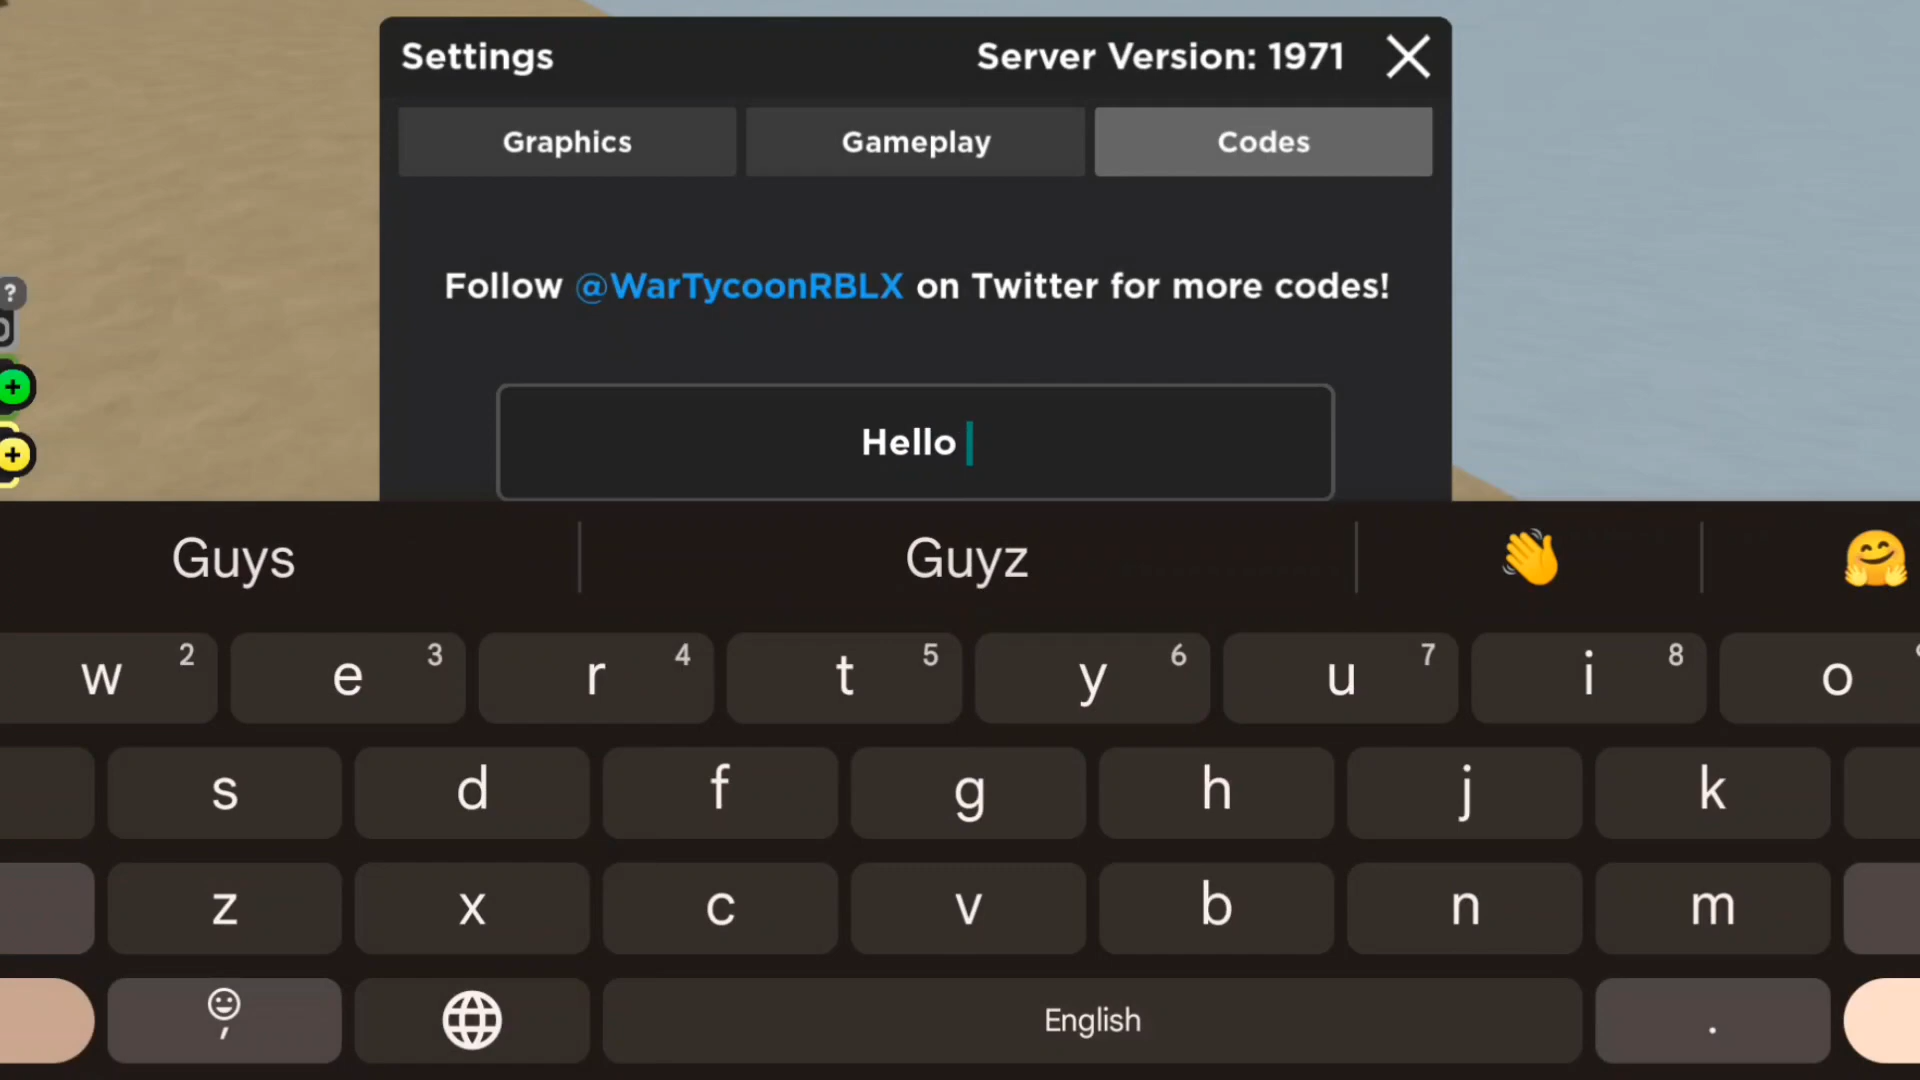 Settings
Server Version: 1971
Graphics
Gameplay
Codes
Follow @WarTycoonRBLX on Twitter for more codes!
?
+
+
Hello
Guys
Guyz
👋
🤗
w 2
e 3
r 4
t 5
y 6
u 7
i 8
o
s
d
f
g
h
j
k
z
x
c
v
b
n
m
,
English
.